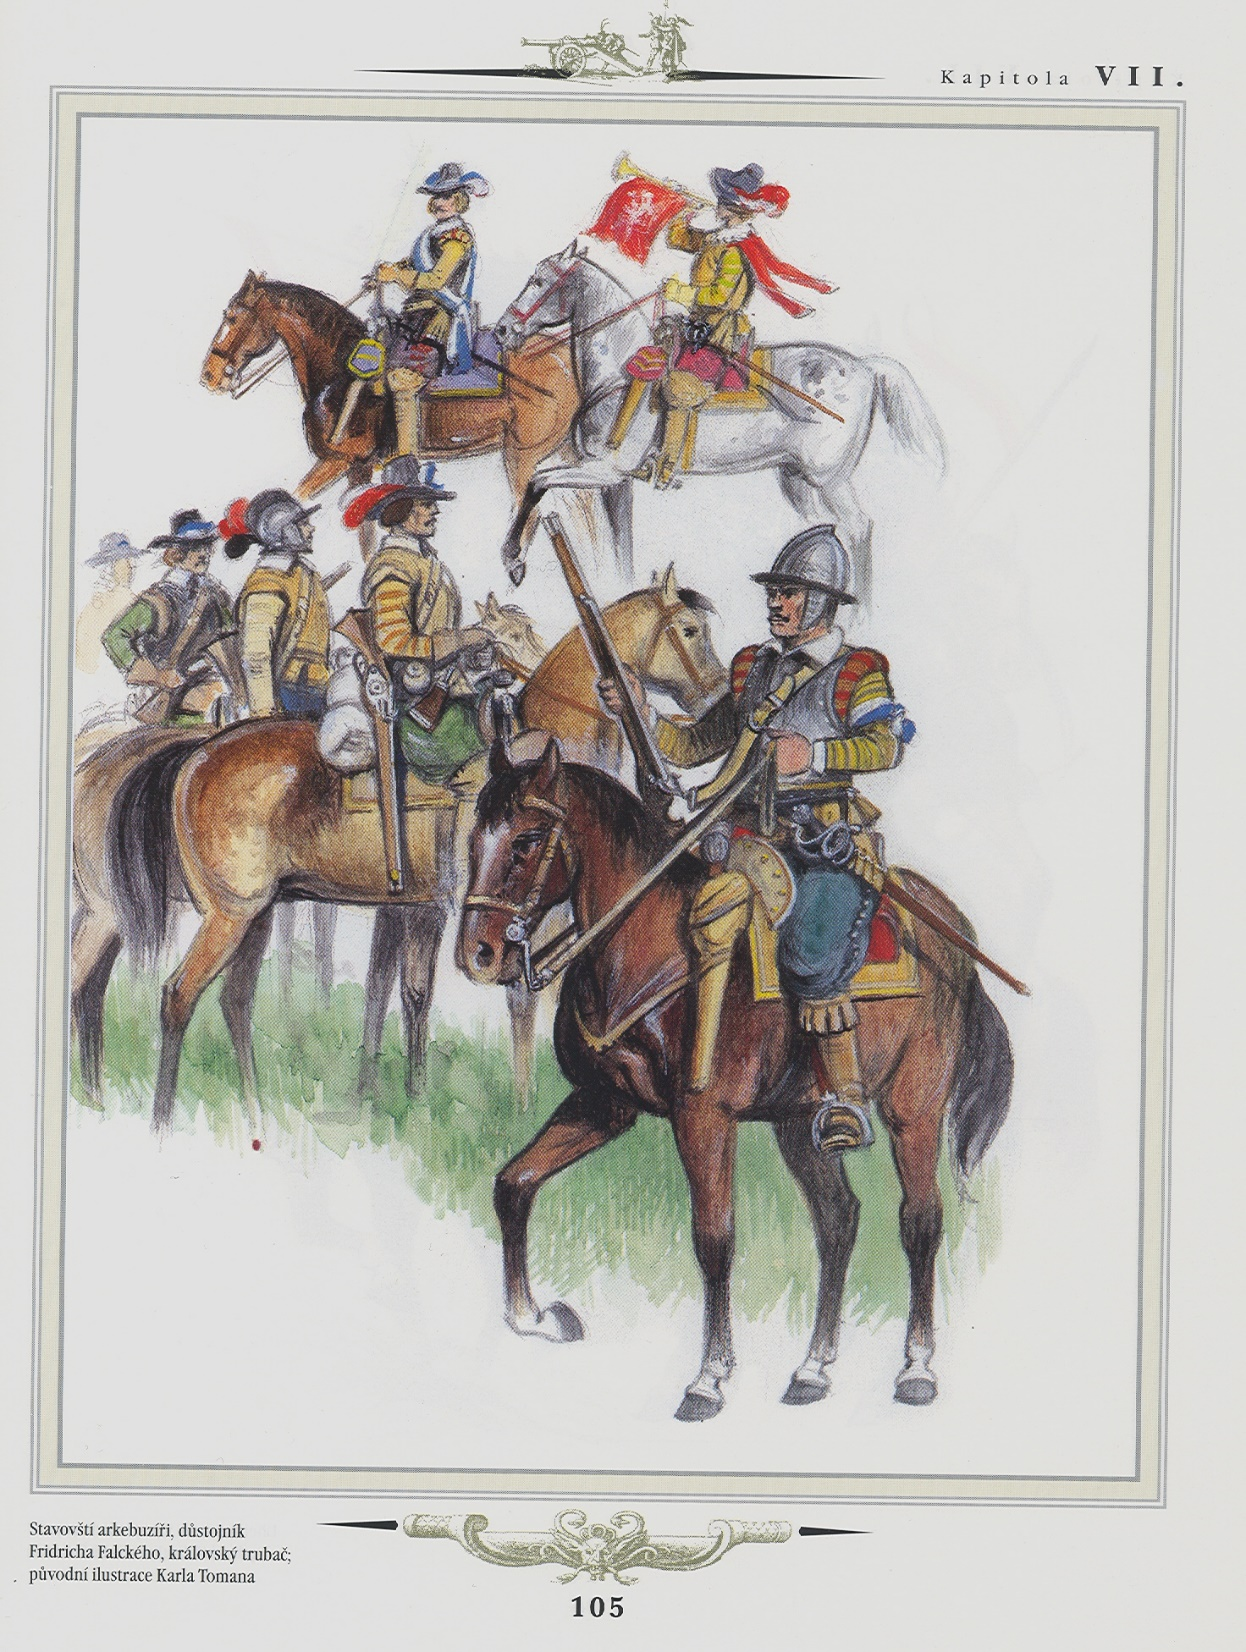 Kapitola VII.
Stavovští arkebuzíři, důstojník
Fridricha Falckého, královský trubač;
původní ilustrace Karla Tomana
105